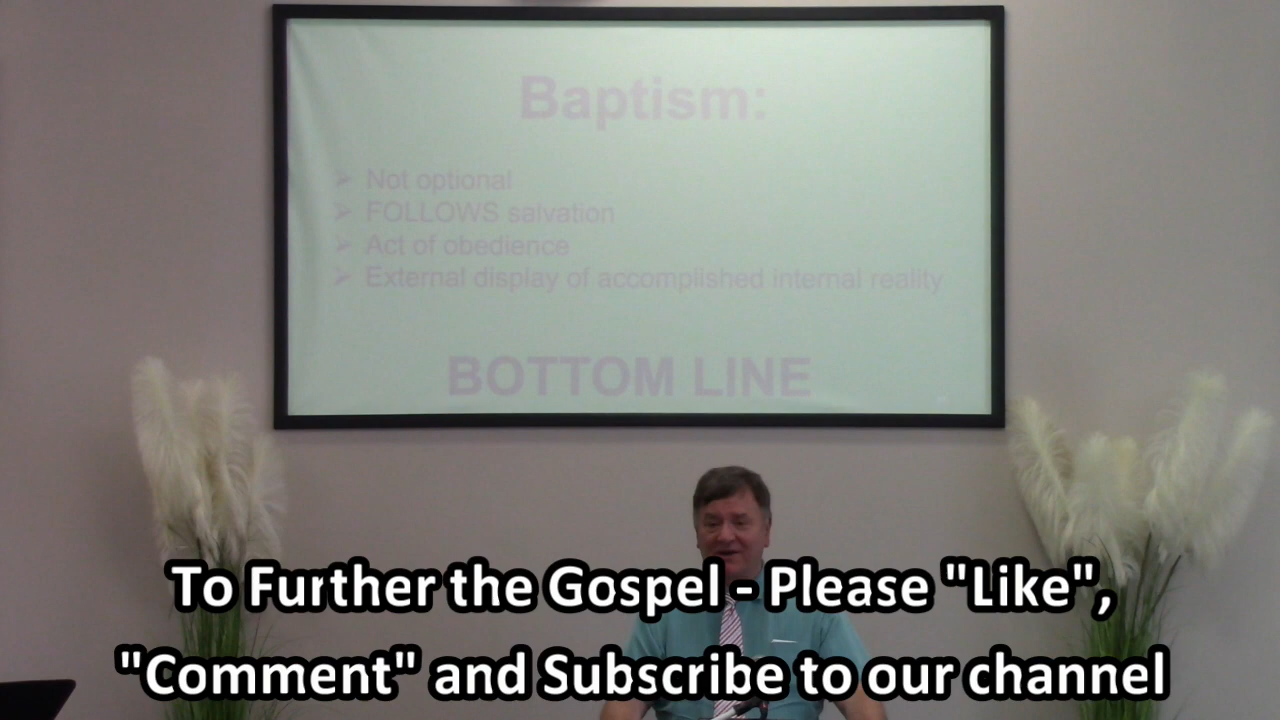 Baptism:
➢ Not optional
➢ FOLLOWS salvation
➢ Act of obedience
➢ External display of accomplished internal reality
BOTTOM LINE
To Further the Gospel - Please "Like",
"Comment" and Subscribe to our channel